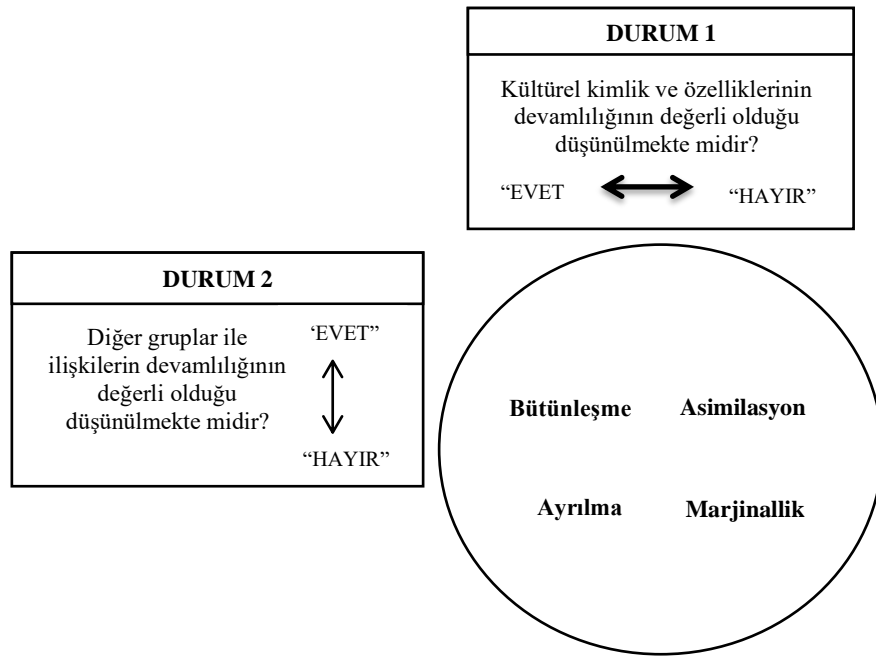 DURUM 1
Kültürel kimlik ve özelliklerinin
devamlılığının değerli olduğu
düşünülmekte midir?
“EVET “HAYIR”
DURUM 2
Diğer gruplar ile
ilişkilerin devamlılığının
değerli olduğu
düşünülmekte midir?
‘EVET”
“HAYIR”
Bütünleşme Asimilasyon
Ayrılma Marjinallik